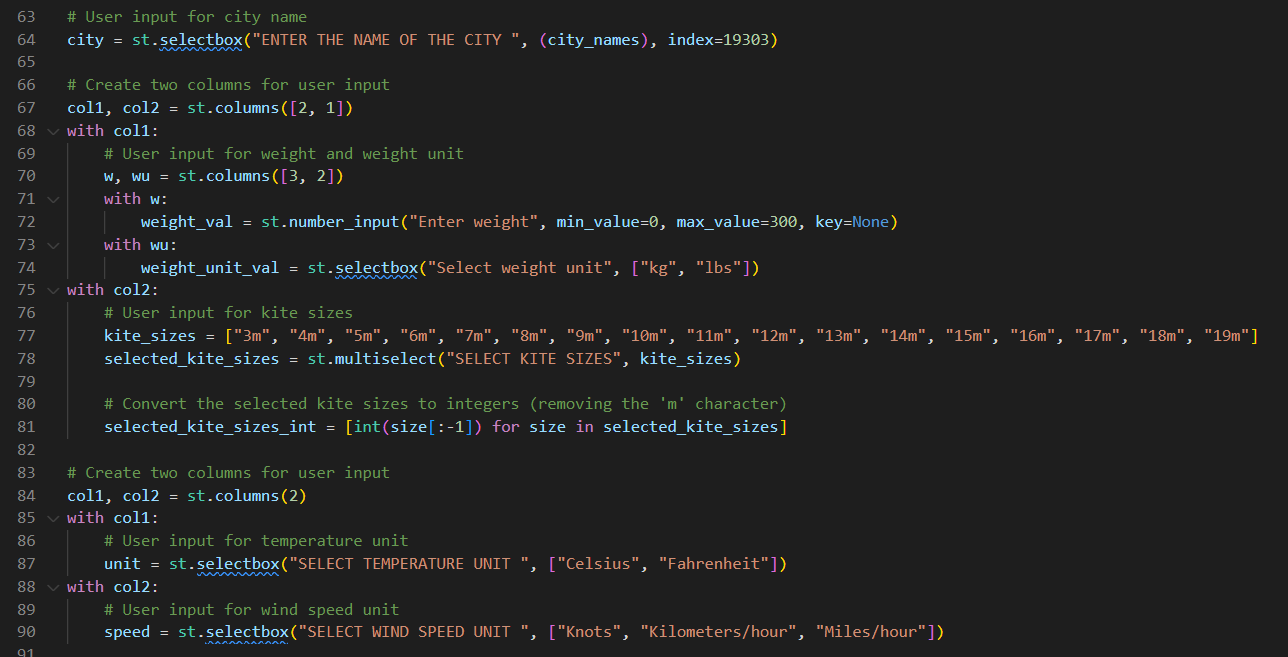 63 # User input for city name
64 city = st.selectbox("ENTER THE NAME OF THE CITY ", (city_names), index=19303)
65
66 # Create two columns for user input
67 col1, col2 = st.columns([2, 1])
68 with col1:
69     # User input for weight and weight unit
70     w, wu = st.columns([3, 2])
71     with w:
72         weight_val = st.number_input("Enter weight", min_value=0, max_value=300, key=None)
73     with wu:
74         weight_unit_val = st.selectbox("Select weight unit", ["kg", "lbs"])
75 with col2:
76     # User input for kite sizes
77     kite_sizes = ["3m", "4m", "5m", "6m", "7m", "8m", "9m", "10m", "11m", "12m", "13m", "14m", "15m", "16m", "17m", "18m", "19m"]
78     selected_kite_sizes = st.multiselect("SELECT KITE SIZES", kite_sizes)
79
80     # Convert the selected kite sizes to integers (removing the 'm' character)
81     selected_kite_sizes_int = [int(size[:-1]) for size in selected_kite_sizes]
82
83 # Create two columns for user input
84 col1, col2 = st.columns(2)
85 with col1:
86     # User input for temperature unit
87     unit = st.selectbox("SELECT TEMPERATURE UNIT ", ["Celsius", "Fahrenheit"])
88 with col2:
89     # User input for wind speed unit
90     speed = st.selectbox("SELECT WIND SPEED UNIT ", ["Knots", "Kilometers/hour", "Miles/hour"])
91